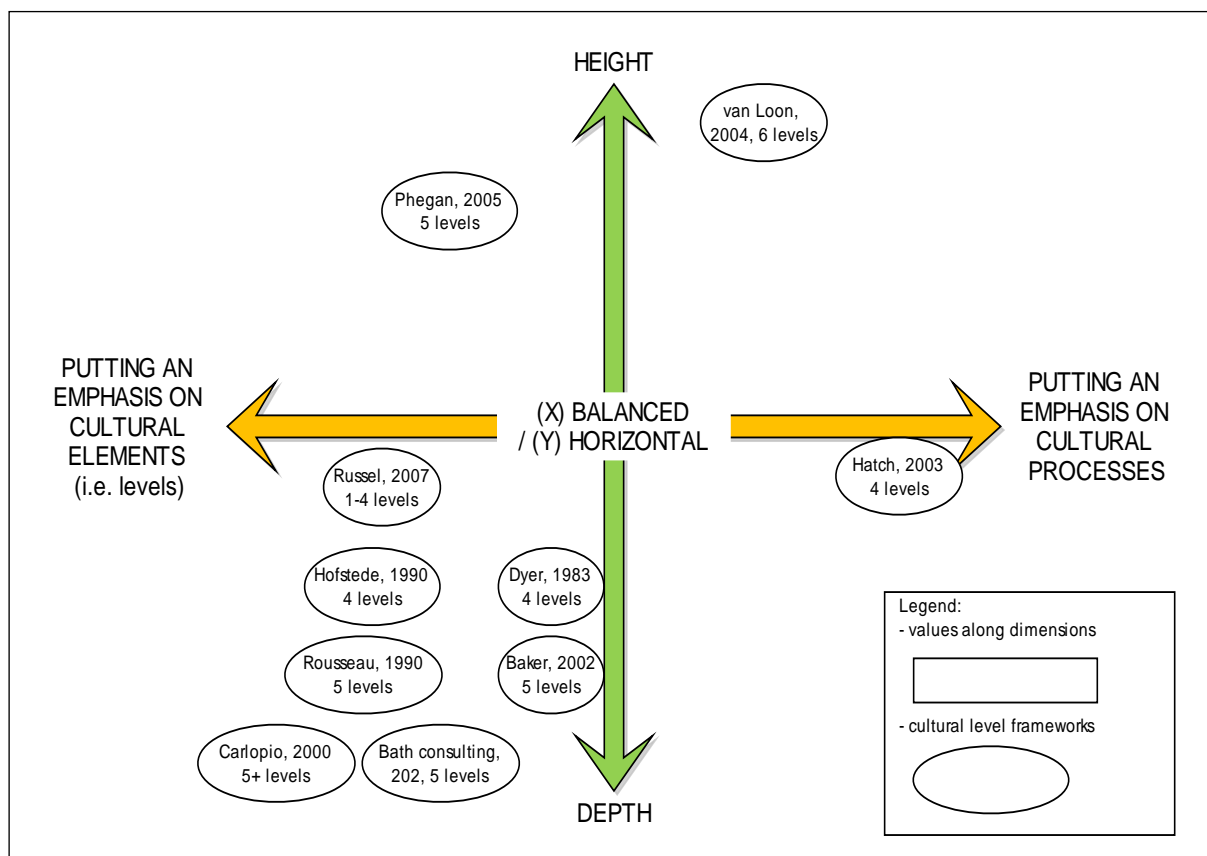 HEIGHT
van Loon,
2004, 6 levels
Phegan, 2005
5 levels
PUTTING AN
EMPHASIS ON
CULTURAL
ELEMENTS
(i.e. levels)
(X) BALANCED
/ (Y) HORIZONTAL
PUTTING AN
EMPHASIS ON
CULTURAL
PROCESSES
Russel, 2007
1-4 levels
Hatch, 2003
4 levels
Hofstede, 1990
4 levels
Dyer, 1983
4 levels
Rousseau, 1990
5 levels
Baker, 2002
5 levels
Carlopio, 2000
5+ levels
Bath consulting,
202, 5 levels
DEPTH
Legend:
- values along dimensions
- cultural level frameworks